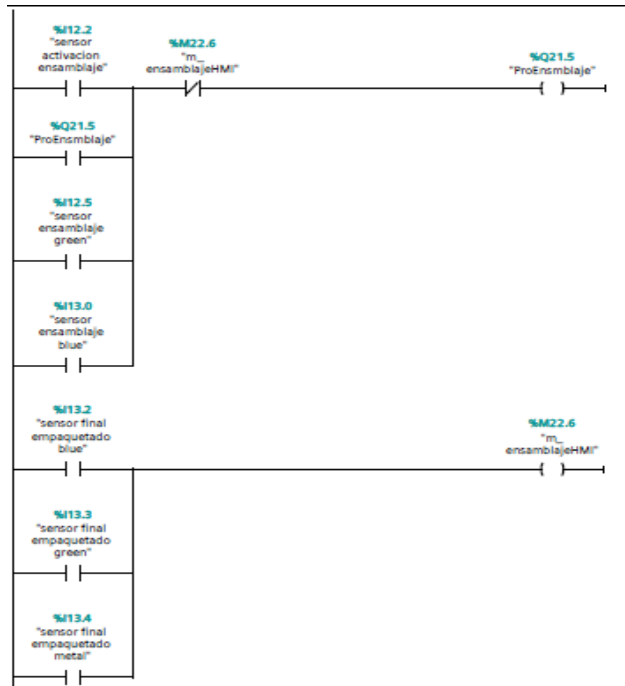 %I12.2
"sensor
activacion
ensamblaje"
%M22.6
"m_
ensamblajeHMI"
%Q21.5
"ProEnsmblaje"
%Q21.5
"ProEnsmblaje"
%I12.5
"sensor
ensamblaje
green"
%I13.0
"sensor
ensamblaje
blue"
%I13.2
"sensor final
empaquetado
blue"
%M22.6
"m_
ensamblajeHMI"
%I13.3
"sensor final
empaquetado
green"
%I13.4
"sensor final
empaquetado
metal"